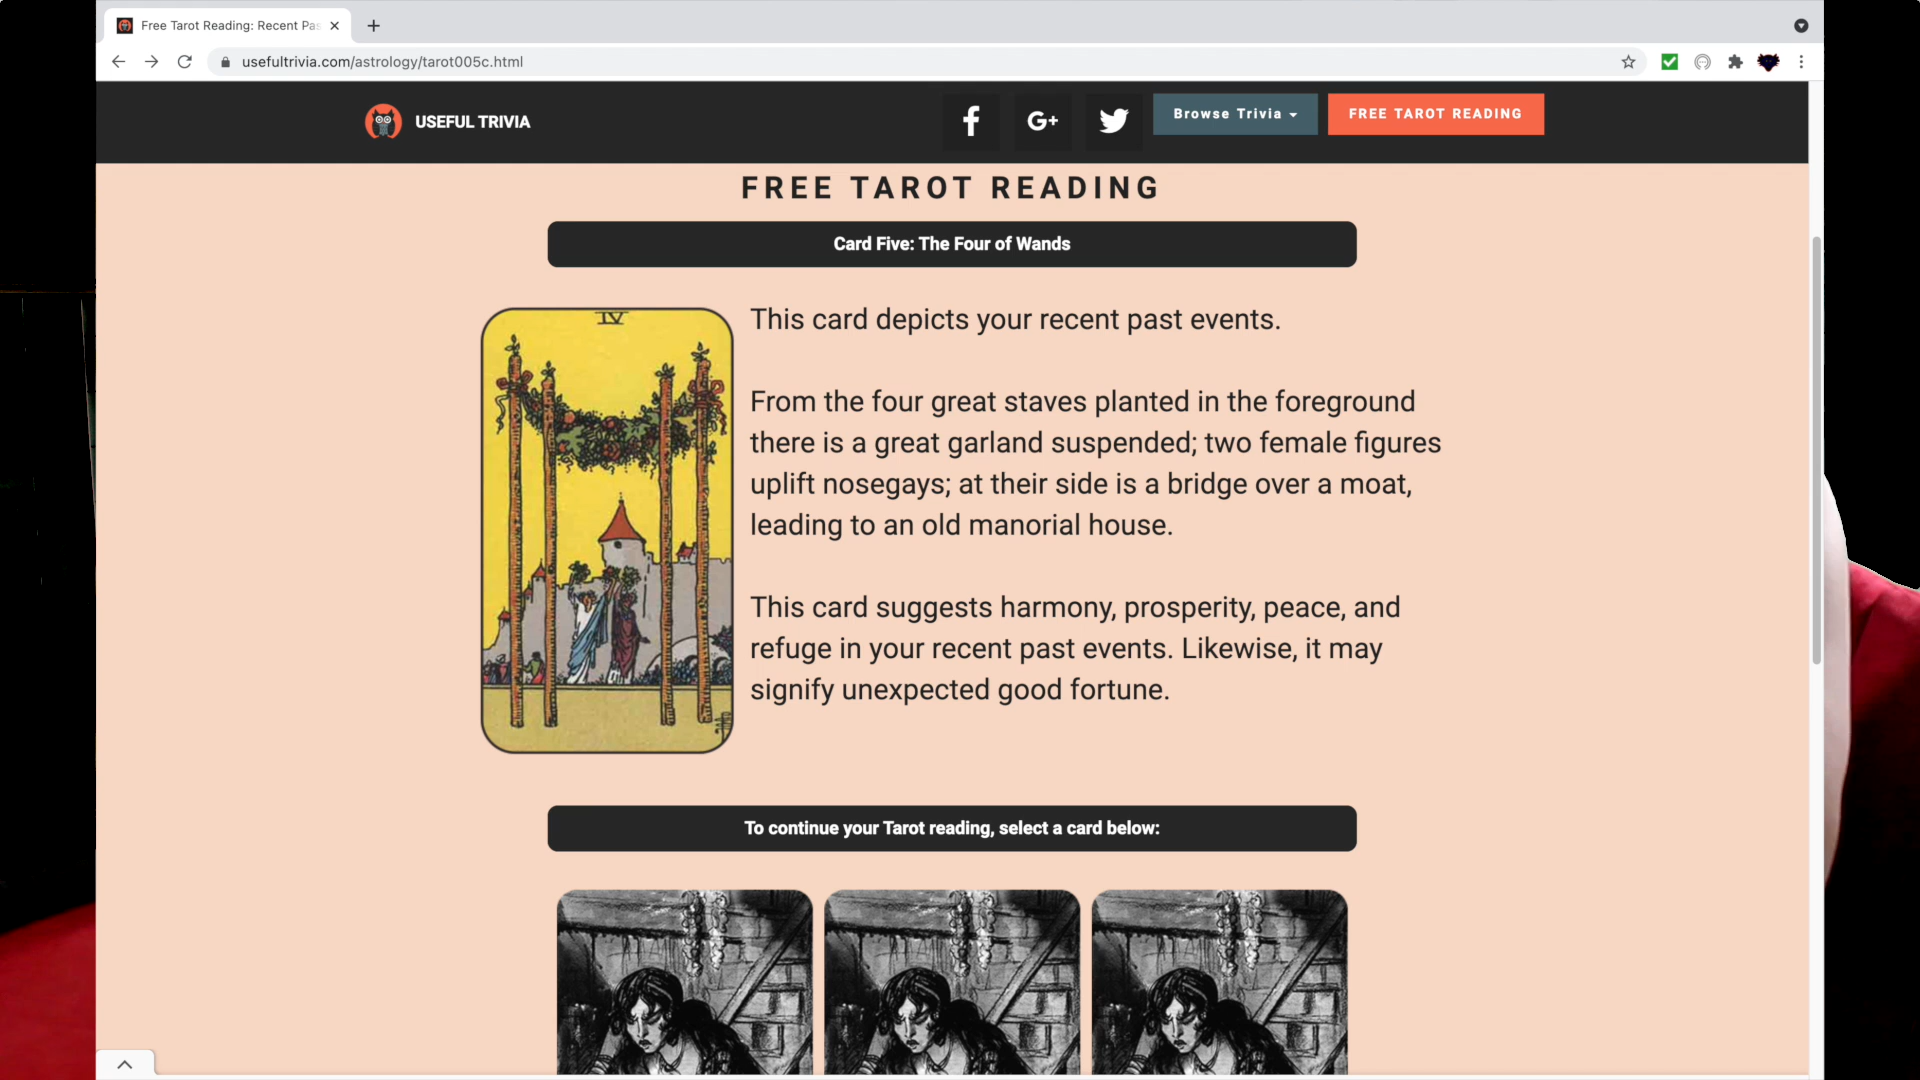 Free Tarot Reading: Recent Pas
usefultrivia.com/astrology/tarot005c.html
USEFUL TRIVIA
G+
Browse Trivia
FREE TAROT READING
FREE TAROT READING
Card Five: The Four of Wands
IV
This card depicts your recent past events.
From the four great staves planted in the foreground
there is a great garland suspended; two female figures
uplift nosegays; at their side is a bridge over a moat,
leading to an old manorial house.
This card suggests harmony, prosperity, peace, and
refuge in your recent past events. Likewise, it may
signify unexpected good fortune.
To continue your Tarot reading, select a card below: